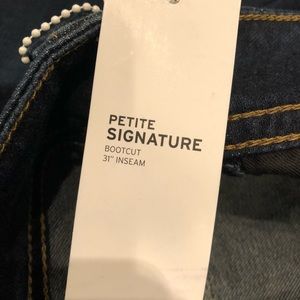 PETITE
SIGNATURE
BOOTCUT
31" INSEAM